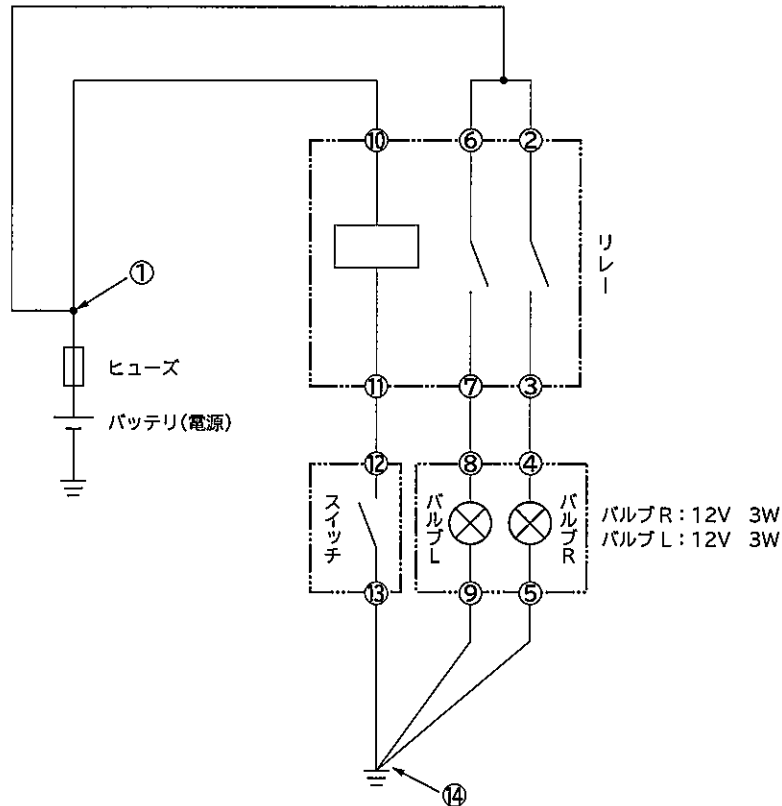 ⑩ ⑥ ②
リレー
①
ヒューズ
バッテリ(電源)
⑪ ⑦ ③
⑫ ⑧ ④
スイッチ
バルブL
バルブR
バルブR:12V 3W
バルブL:12V 3W
⑬ ⑨ ⑤
⑭